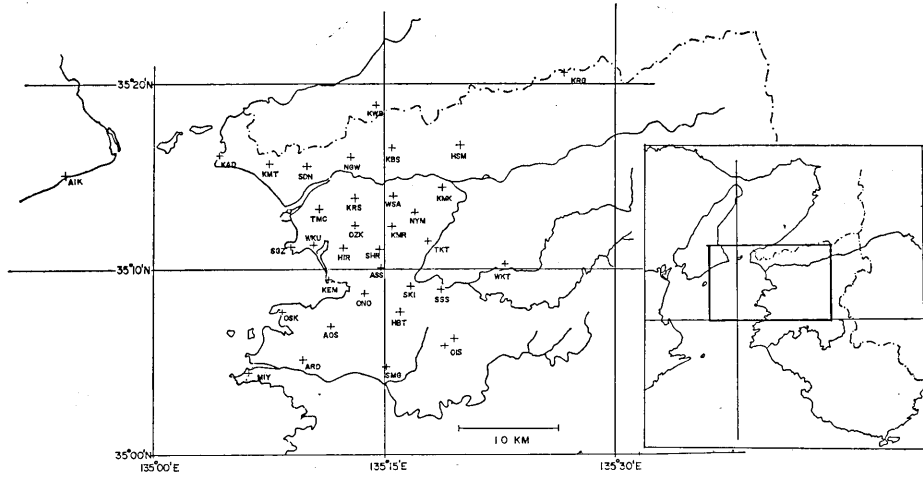 35°20'N
KRO
KWB
KAD
KMT
SDN
NGW
KBS
HSM
AIK
TMC
KRS
WSA
KMK
NYM
SGZ
WKU
OZK
KMR
HIR
SHR
TKT
35°10'N
ASS
WKT
KEM
ONO
SKI
SSS
OSK
AOS
HBT
OIS
ARD
SMG
MIY
10 KM
35°00'N
135°00'E
135°15'E
135°30'E